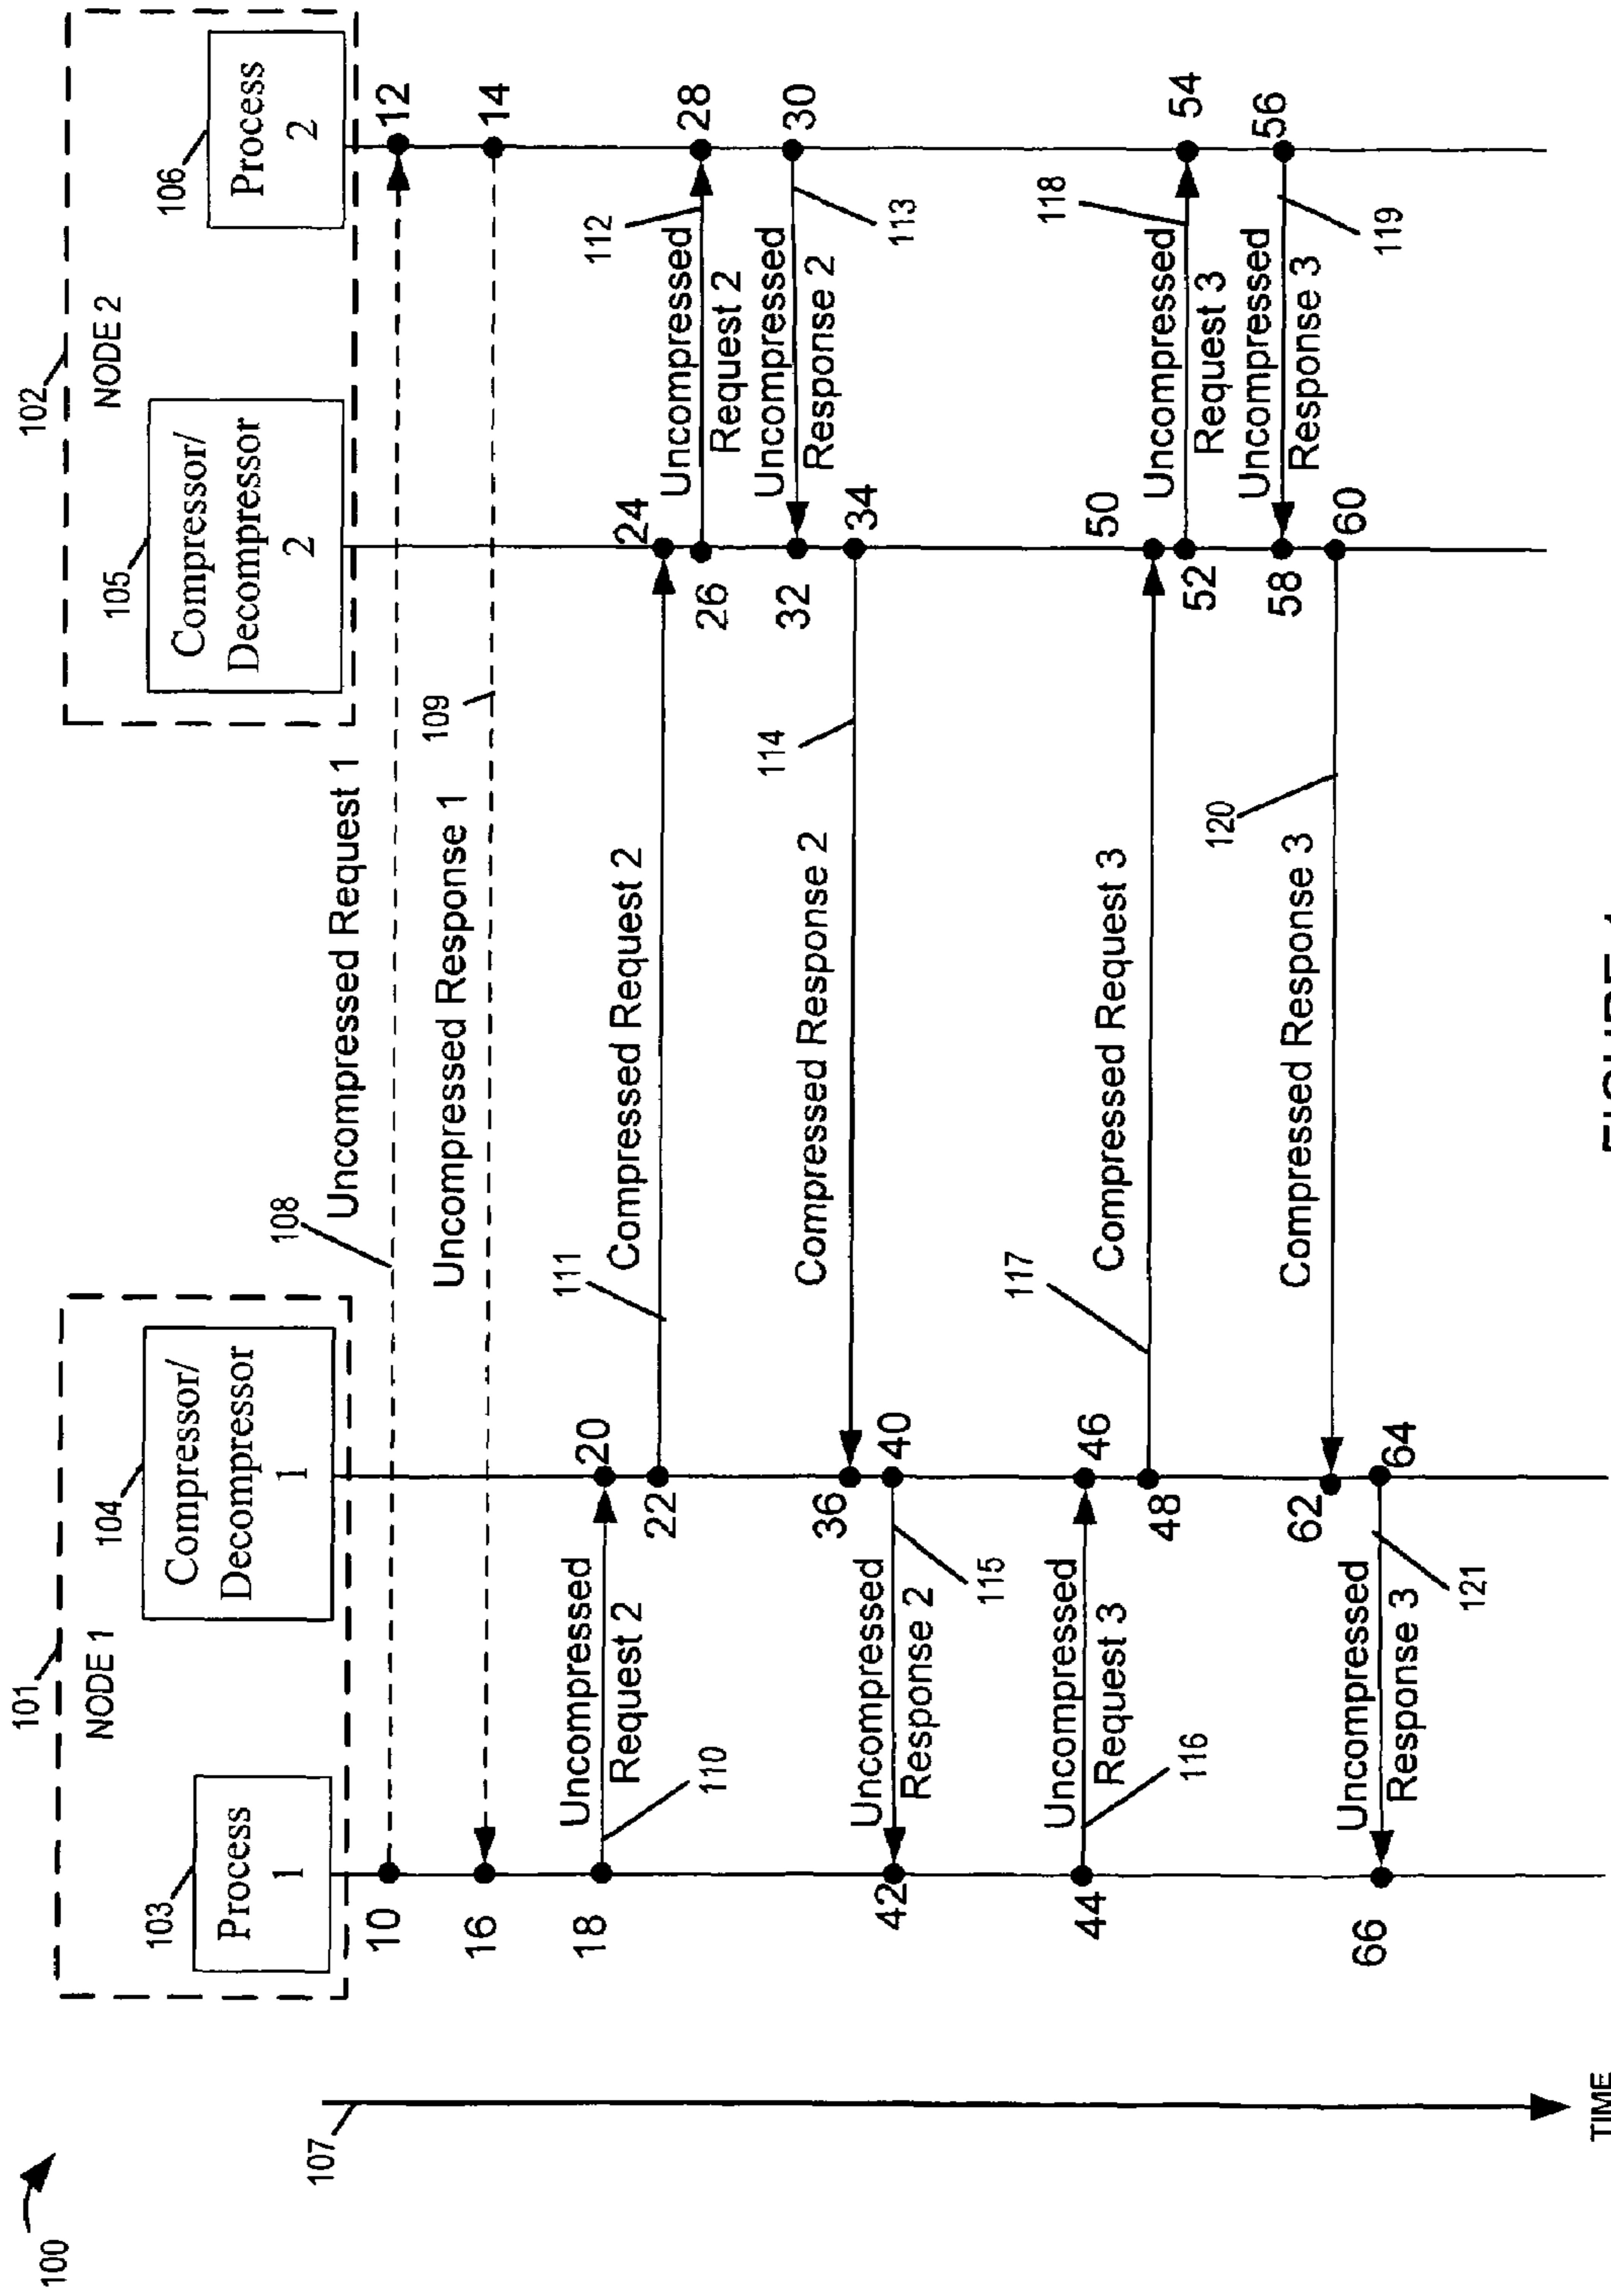 100
107
TIME
101
NODE 1
103
Process
1
104
Compressor/
Decompressor
1
102
NODE 2
105
Compressor/
Decompressor
2
106
Process
2
108
Uncompressed Request 1
10
12
109
Uncompressed Response 1
14
16
18
Uncompressed
Request 2
110
20
22
111
Compressed Request 2
24
26
Uncompressed
Request 2
112
28
30
Uncompressed
Response 2
113
32
34
114
Compressed Response 2
36
40
Uncompressed
Response 2
115
42
44
Uncompressed
Request 3
116
46
48
117
Compressed Request 3
50
52
Uncompressed
Request 3
118
54
56
Uncompressed
Response 3
119
58
60
120
Compressed Response 3
62
64
Uncompressed
Response 3
121
66